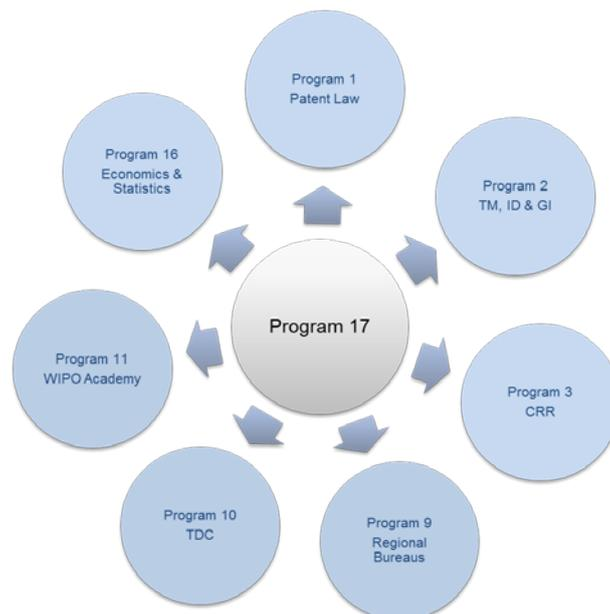 Program 1
Patent Law
Program 16
Economics &
Statistics
Program 2
TM, ID & GI
Program 17
Program 11
WIPO Academy
Program 3
CRR
Program 10
TDC
Program 9
Regional
Bureaus